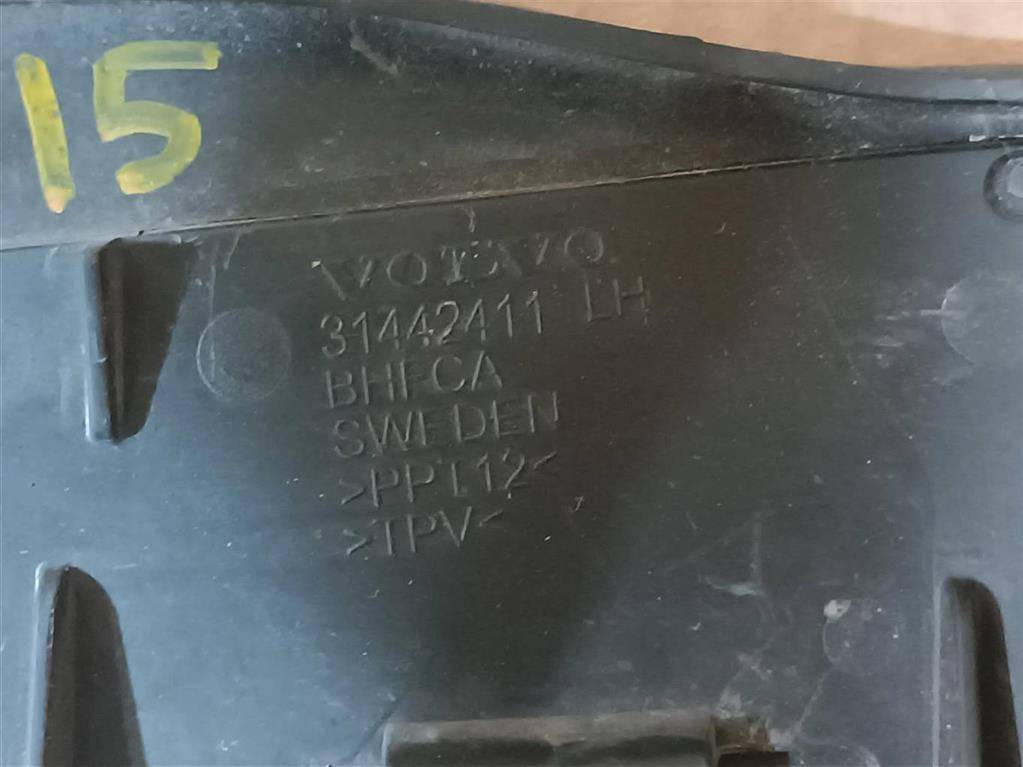 15
VOLVO
31442411 LH
BHFCA
SWEDEN
>PPT12<
>TPV<